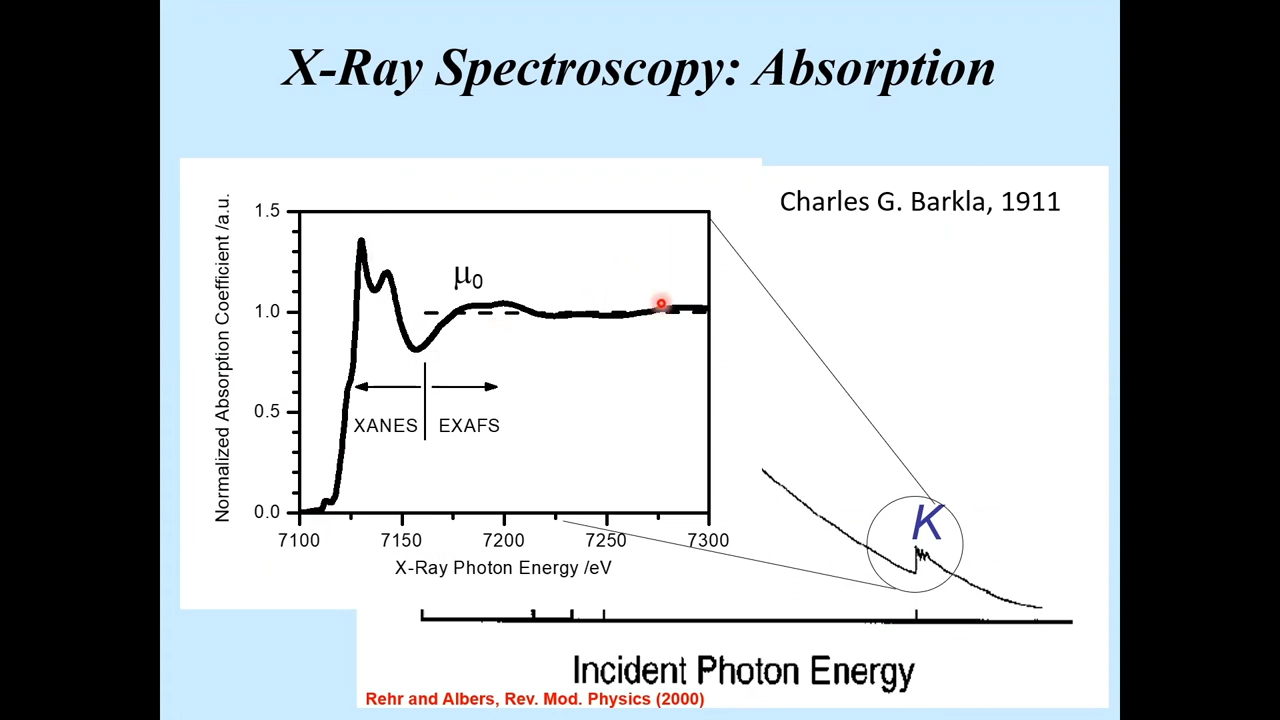 X-Ray Spectroscopy: Absorption
Charles G. Barkla, 1911
Normalized Absorption Coefficient /a.u.
1.5
1.0
0.5
0.0
μ0
XANES EXAFS
7100 7150 7200 7250 7300
X-Ray Photon Energy /eV
K
Incident Photon Energy
Rehr and Albers, Rev. Mod. Physics (2000)